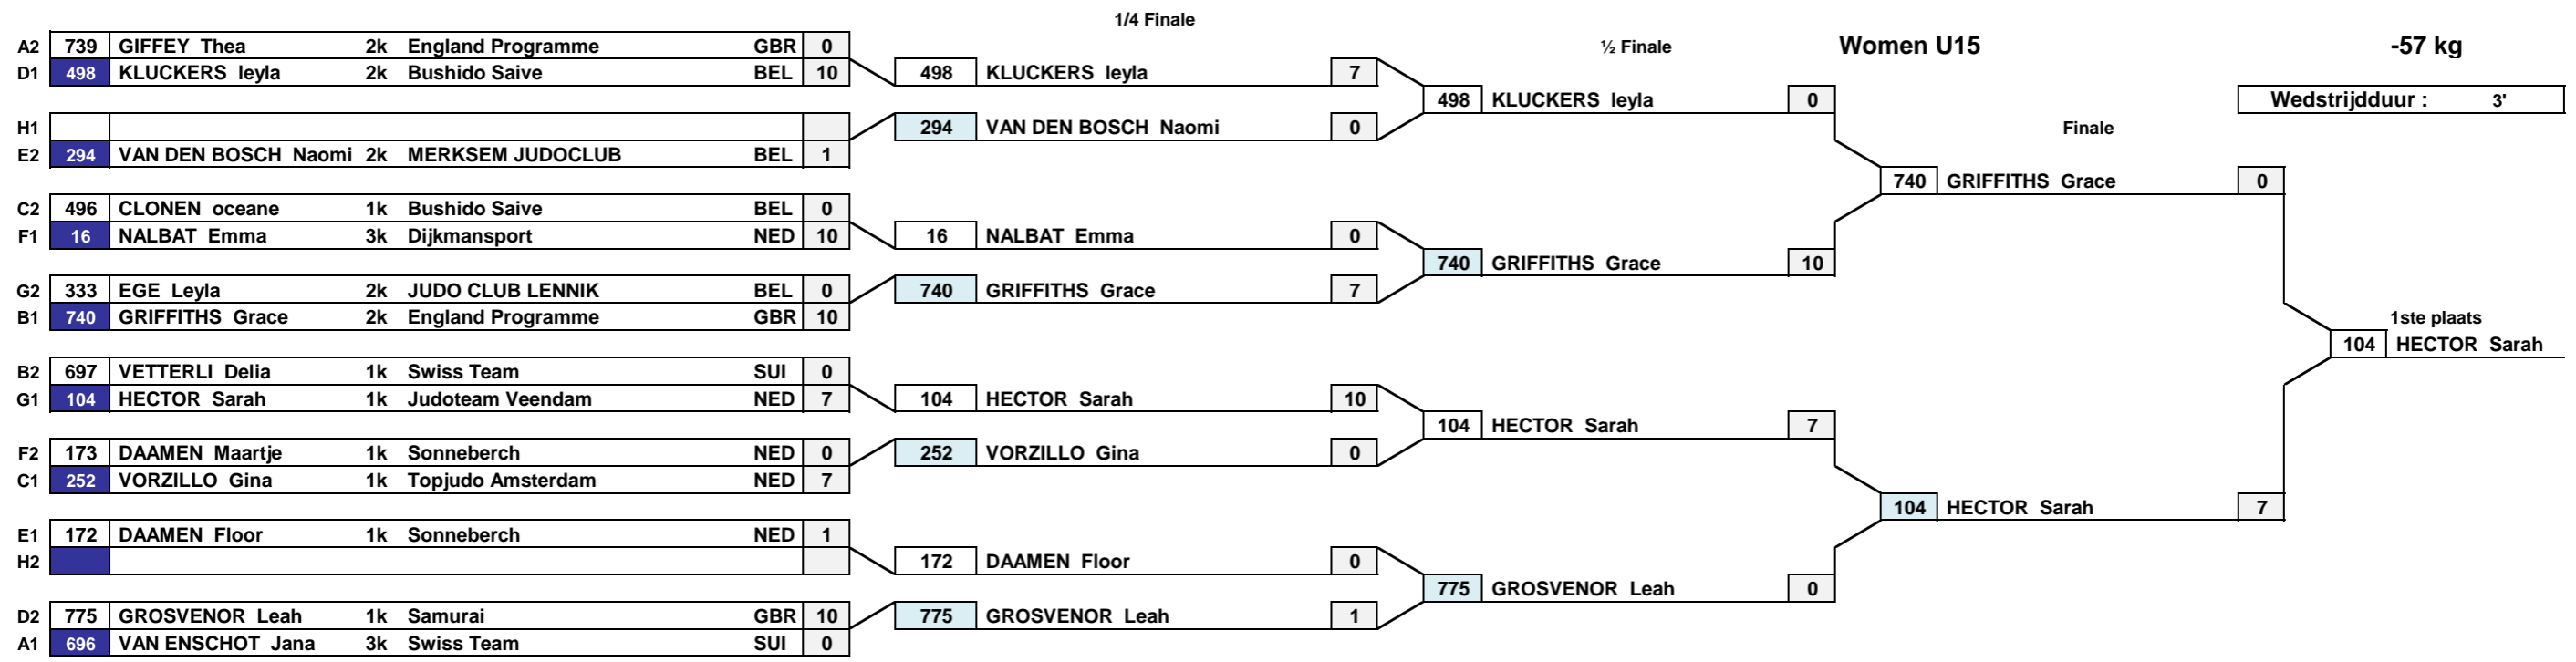 1/4 Finale
½ Finale
Women U15 -57 kg
A2 739 GIFFEY Thea 2k England Programme GBR 0
D1 498 KLUCKERS leyla 2k Bushido Saive BEL 10
498 KLUCKERS leyla 7
498 KLUCKERS leyla 0
Wedstrijdduur : 3'
H1
294 VAN DEN BOSCH Naomi 0
Finale
E2 294 VAN DEN BOSCH Naomi 2k MERKSEM JUDOCLUB BEL 1
740 GRIFFITHS Grace 0
C2 496 CLONEN oceane 1k Bushido Saive BEL 0
F1 16 NALBAT Emma 3k Dijkmansport NED 10
16 NALBAT Emma 0
740 GRIFFITHS Grace 10
G2 333 EGE Leyla 2k JUDO CLUB LENNIK BEL 0
740 GRIFFITHS Grace 7
B1 740 GRIFFITHS Grace 2k England Programme GBR 10
1ste plaats
104 HECTOR Sarah
B2 697 VETTERLI Delia 1k Swiss Team SUI 0
G1 104 HECTOR Sarah 1k Judoteam Veendam NED 7
104 HECTOR Sarah 10
104 HECTOR Sarah 7
F2 173 DAAMEN Maartje 1k Sonneberch NED 0
252 VORZILLO Gina 0
C1 252 VORZILLO Gina 1k Topjudo Amsterdam NED 7
104 HECTOR Sarah 7
E1 172 DAAMEN Floor 1k Sonneberch NED 1
H2
172 DAAMEN Floor 0
775 GROSVENOR Leah 0
D2 775 GROSVENOR Leah 1k Samurai GBR 10
775 GROSVENOR Leah 1
A1 696 VAN ENSCHOT Jana 3k Swiss Team SUI 0